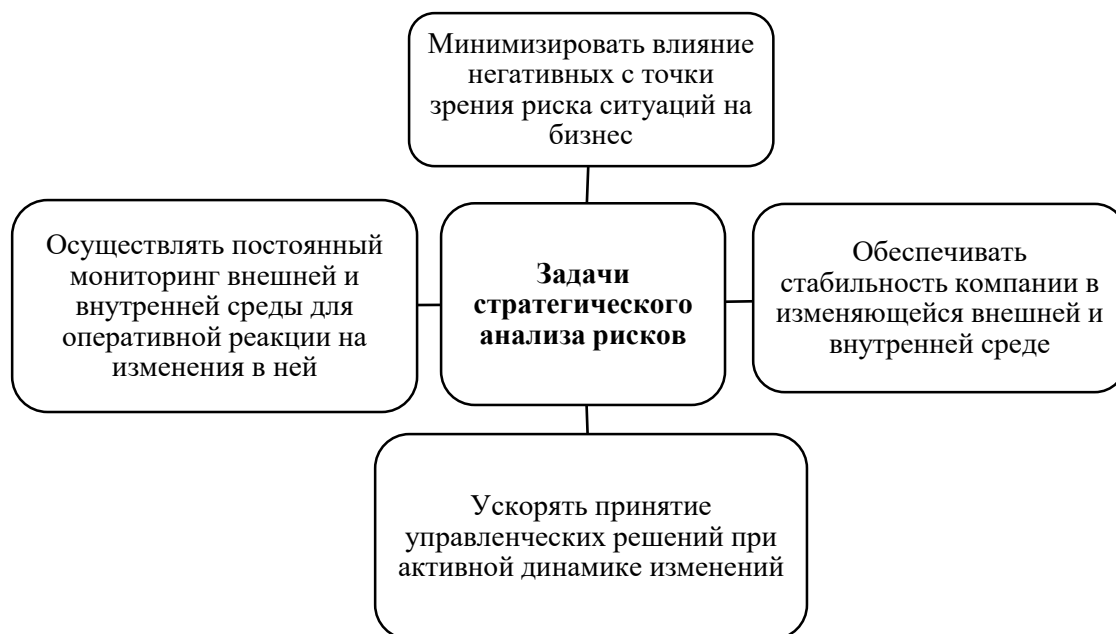 Минимизировать влияние
негативных с точки
зрения риска ситуаций на
бизнес
Осуществлять постоянный
мониторинг внешней и
внутренней среды для
оперативной реакции на
изменения в ней
Задачи
стратегического
анализа рисков
Обеспечивать
стабильность компании в
изменяющейся внешней и
внутренней среде
Ускорять принятие
управленческих решений при
активной динамике изменений